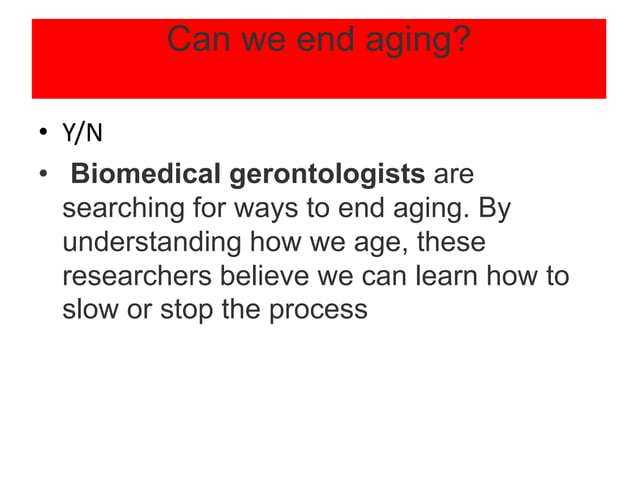 Can we end aging?
• Y/N
• Biomedical gerontologists are
searching for ways to end aging. By
understanding how we age, these
researchers believe we can learn how to
slow or stop the process